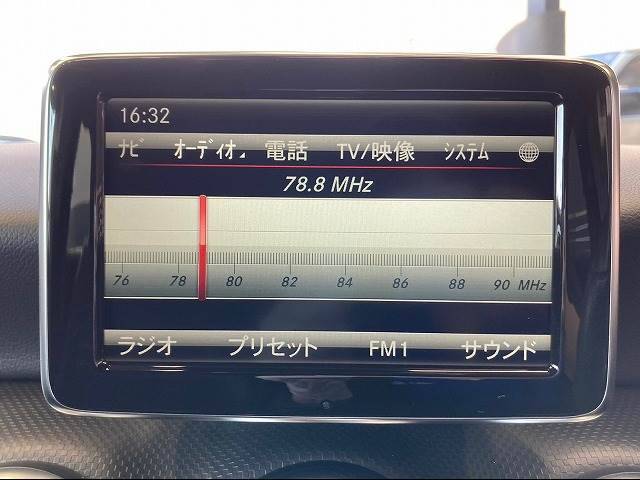 16:32
ナビ オーディオ 電話 TV/映像 システム
78.8 MHz
76 78 80 82 84 86 88 90 MHz
ラジオ プリセット FM1 サウンド